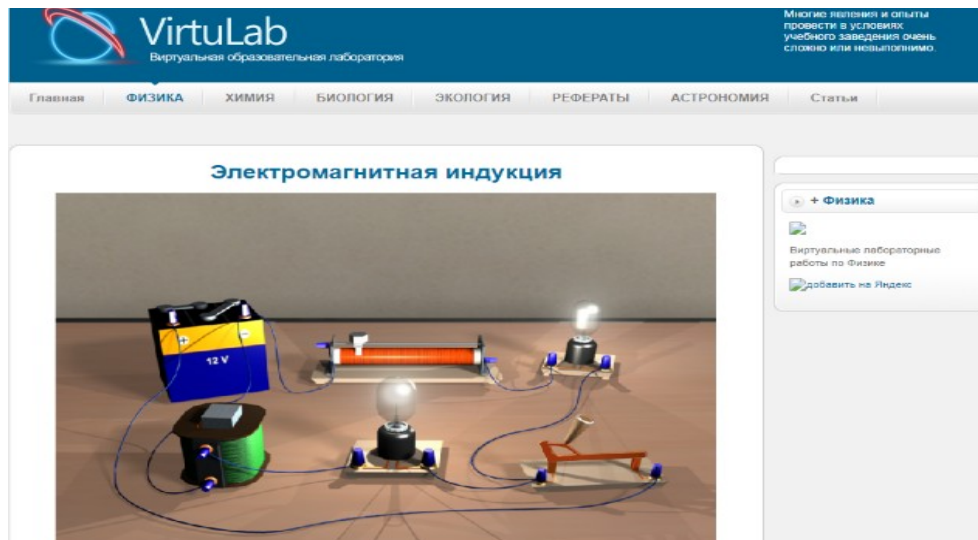 VirtuLab
Виртуальная образовательная лаборатория
Многие явления и опыты
провести в условиях
учебного заведения очень
сложно или невыполнимо.
Главная ФИЗИКА ХИМИЯ БИОЛОГИЯ ЭКОЛОГИЯ РЕФЕРАТЫ АСТРОНОМИЯ Статьи
Электромагнитная индукция
+ −
12 V
+ Физика
Виртуальные лабораторные
работы по Физике
добавить на Яндекс